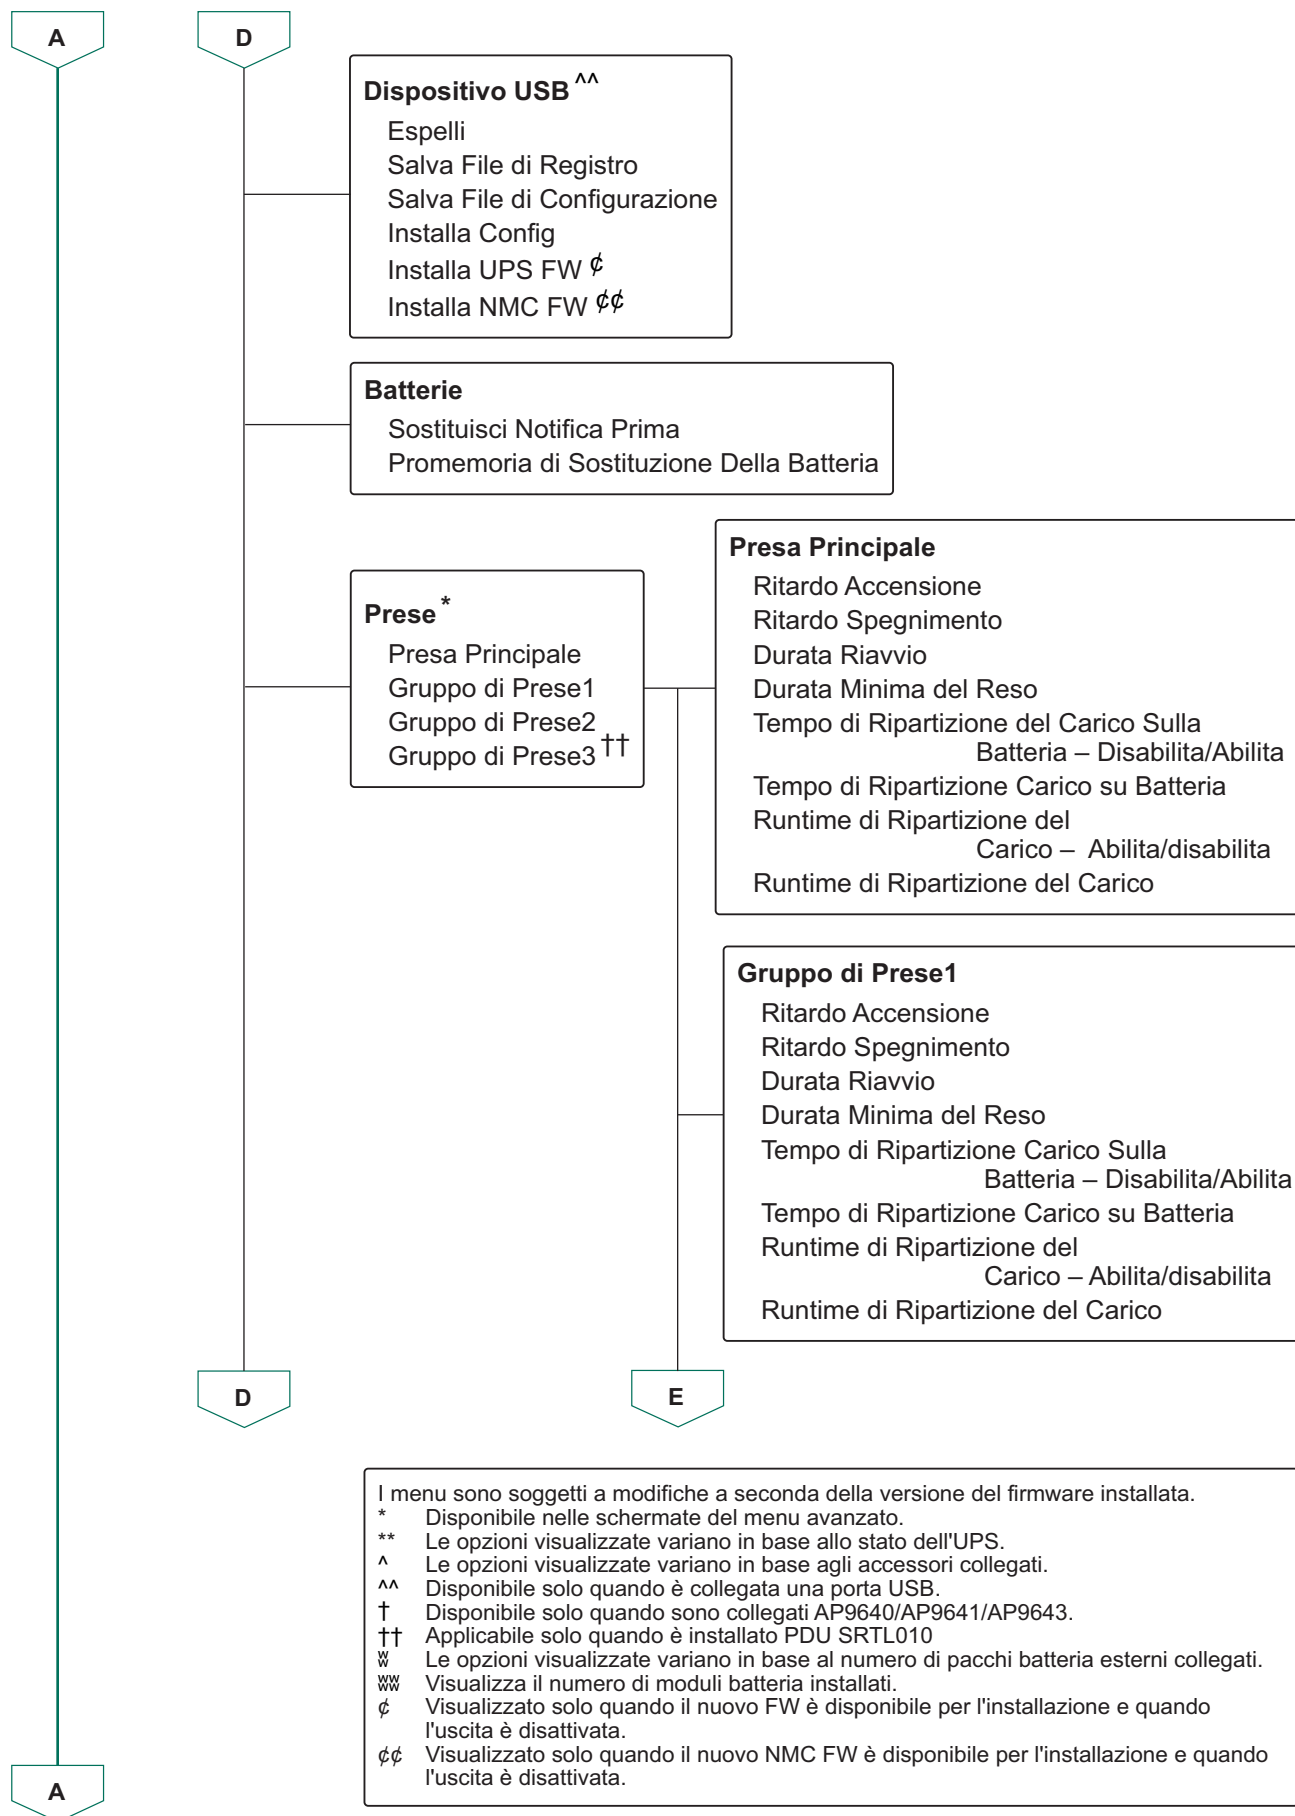 A
D
Dispositivo USB ^^
Espelli
Salva File di Registro
Salva File di Configurazione
Installa Config
Installa UPS FW ¢
Installa NMC FW ¢¢
Batterie
Sostituisci Notifica Prima
Promemoria di Sostituzione Della Batteria
Prese *
Presa Principale
Gruppo di Prese1
Gruppo di Prese2
Gruppo di Prese3 ††
Presa Principale
Ritardo Accensione
Ritardo Spegnimento
Durata Riavvio
Durata Minima del Reso
Tempo di Ripartizione del Carico Sulla
Batteria – Disabilita/Abilita
Tempo di Ripartizione Carico su Batteria
Runtime di Ripartizione del
Carico – Abilita/disabilita
Runtime di Ripartizione del Carico
Gruppo di Prese1
Ritardo Accensione
Ritardo Spegnimento
Durata Riavvio
Durata Minima del Reso
Tempo di Ripartizione Carico Sulla
Batteria – Disabilita/Abilita
Tempo di Ripartizione Carico su Batteria
Runtime di Ripartizione del
Carico – Abilita/disabilita
Runtime di Ripartizione del Carico
D
E
I menu sono soggetti a modifiche a seconda della versione del firmware installata.
* Disponibile nelle schermate del menu avanzato.
** Le opzioni visualizzate variano in base allo stato dell'UPS.
^ Le opzioni visualizzate variano in base agli accessori collegati.
^^ Disponibile solo quando è collegata una porta USB.
† Disponibile solo quando sono collegati AP9640/AP9641/AP9643.
†† Applicabile solo quando è installato PDU SRTL010
ʬ Le opzioni visualizzate variano in base al numero di pacchi batteria esterni collegati.
ʬʬ Visualizza il numero di moduli batteria installati.
¢ Visualizzato solo quando il nuovo FW è disponibile per l'installazione e quando
l'uscita è disattivata.
¢¢ Visualizzato solo quando il nuovo NMC FW è disponibile per l'installazione e quando
l'uscita è disattivata.
A